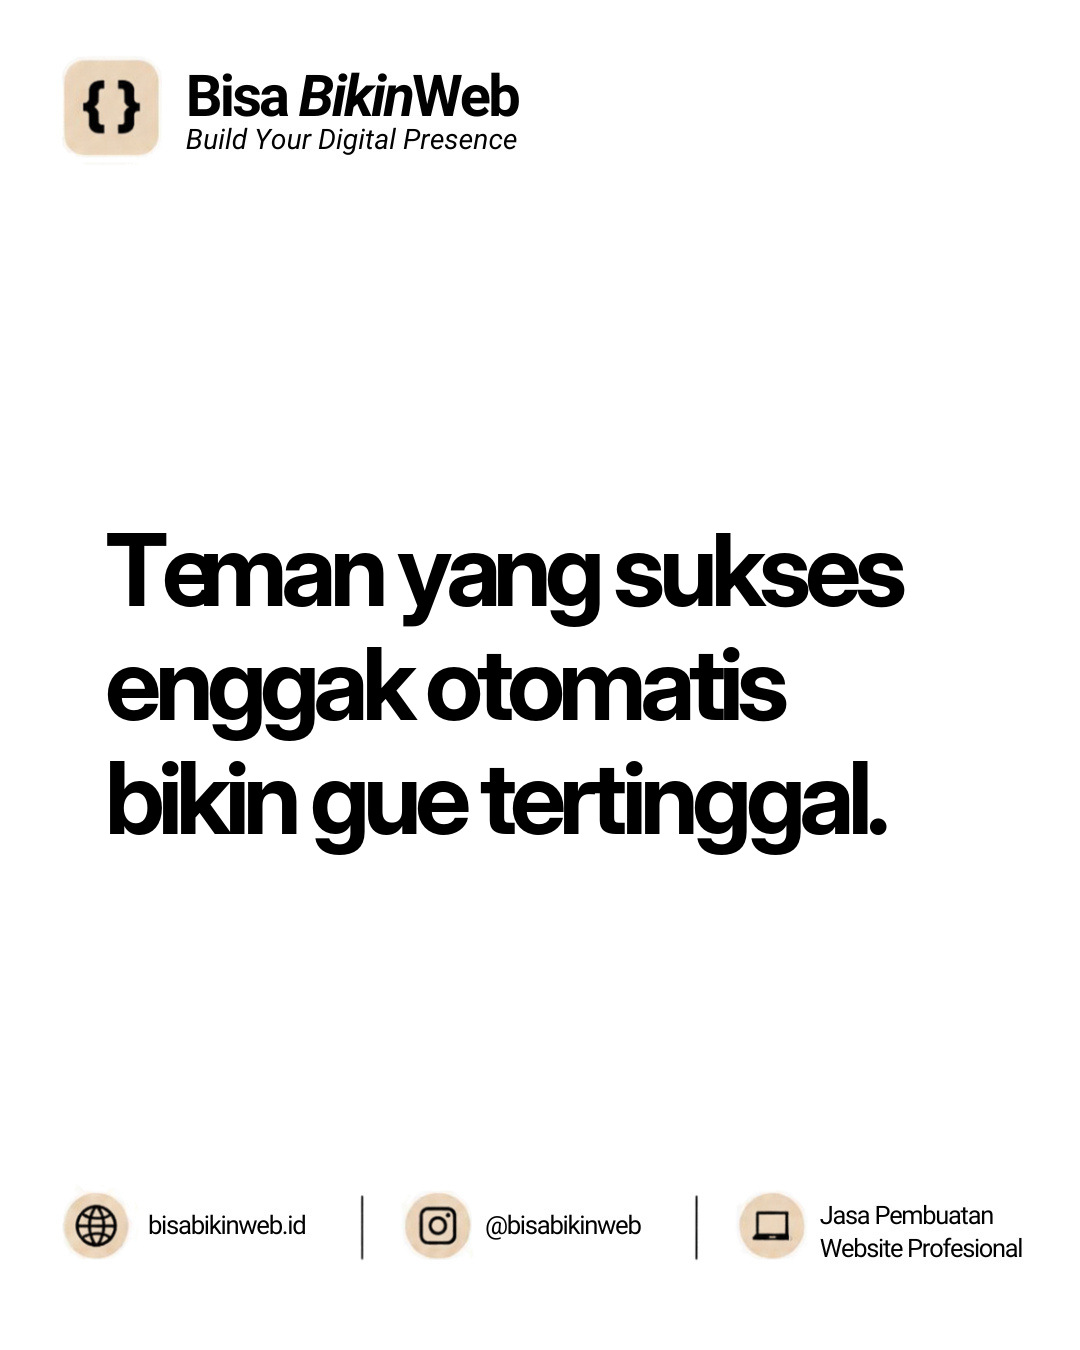 { }
Bisa BikinWeb
Build Your Digital Presence
Teman yang sukses
enggak otomatis
bikin gue tertinggal.
bisabikinweb.id
@bisabikinweb
Jasa Pembuatan
Website Profesional